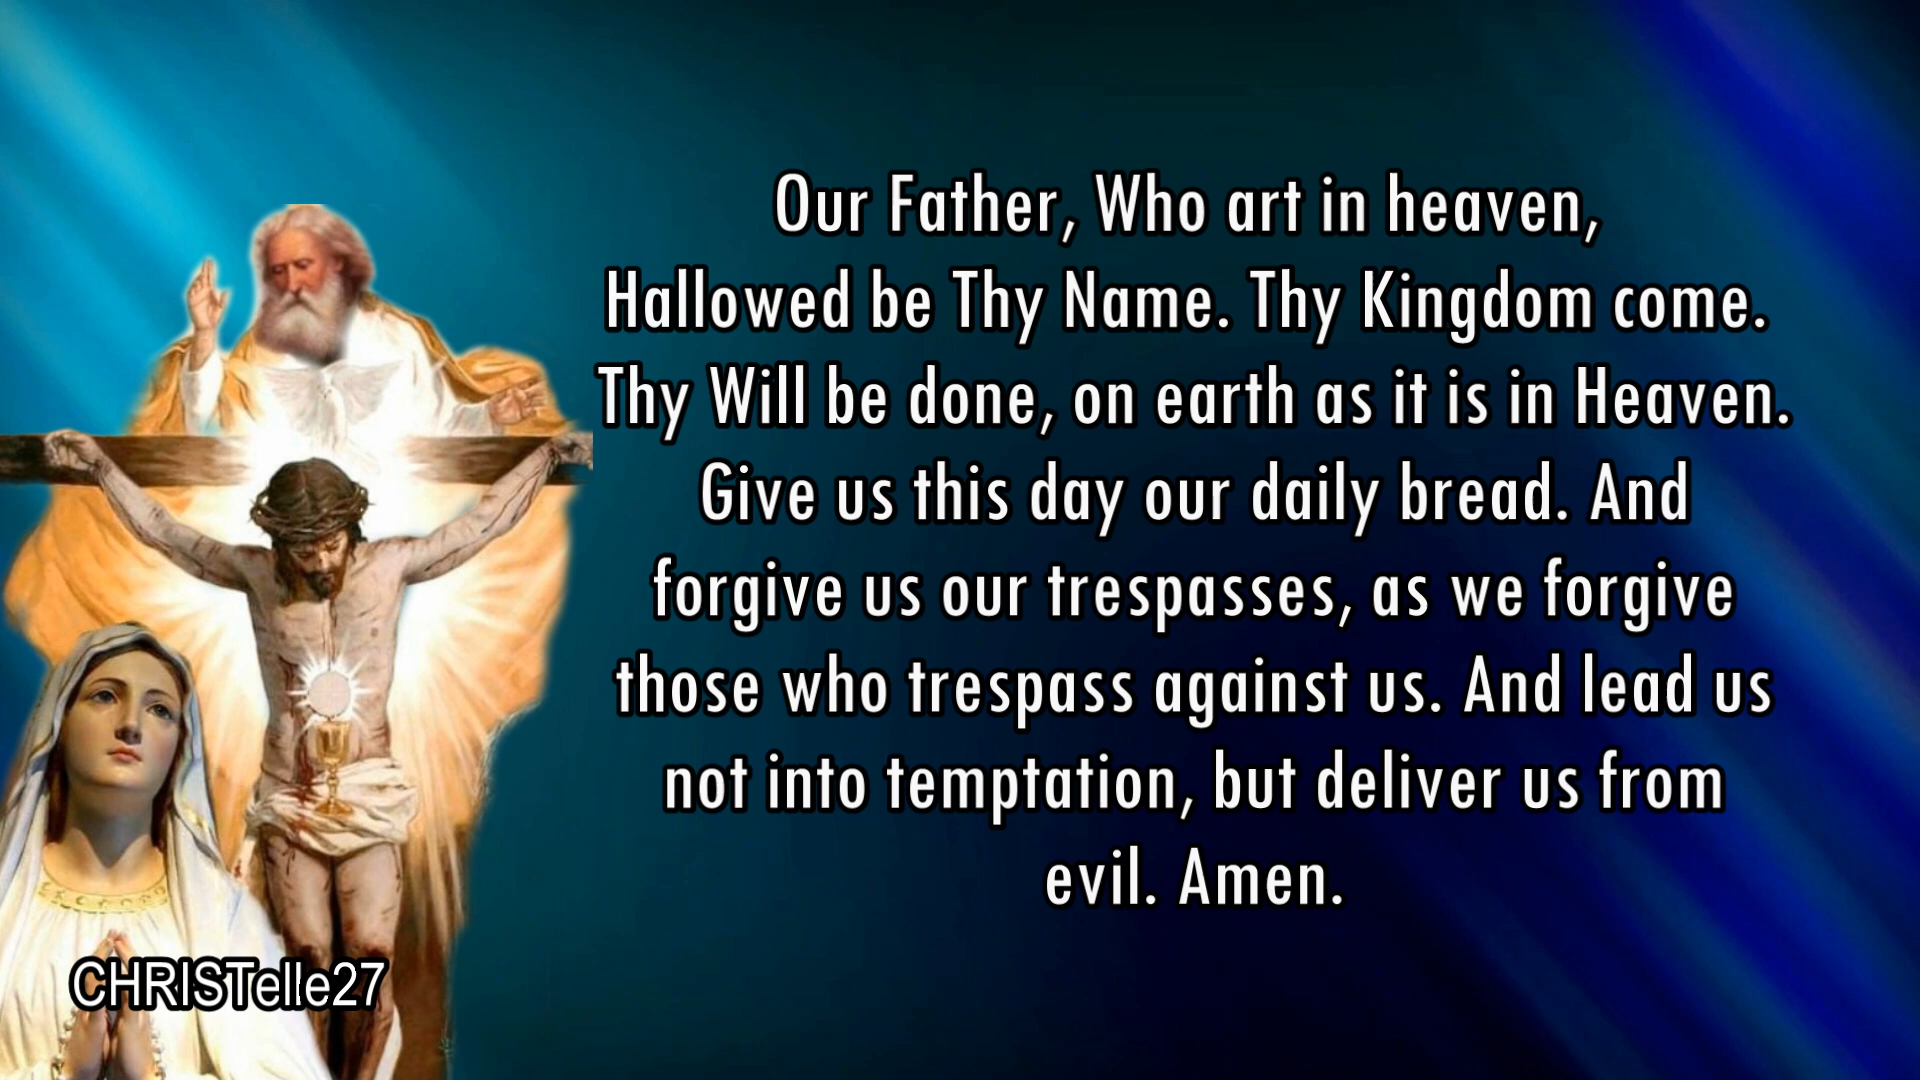 Our Father, Who art in heaven,
Hallowed be Thy Name. Thy Kingdom come.
Thy Will be done, on earth as it is in Heaven.
Give us this day our daily bread. And
forgive us our trespasses, as we forgive
those who trespass against us. And lead us
not into temptation, but deliver us from
evil. Amen.
CHRISTelle27